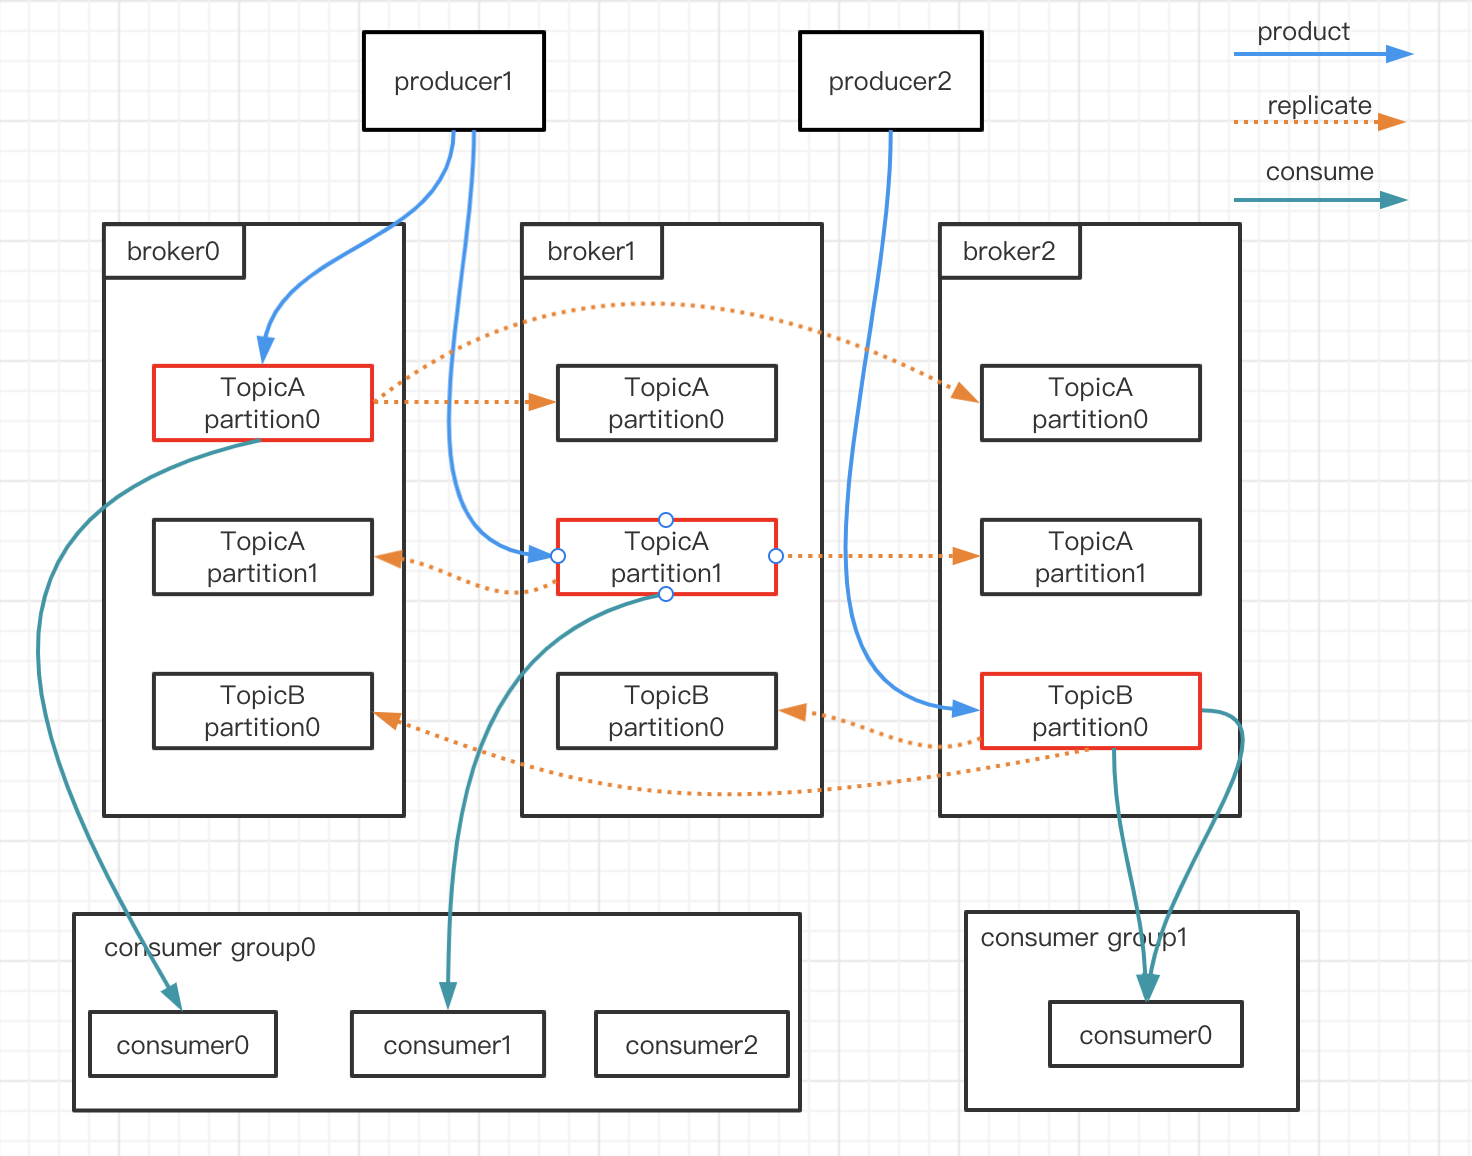 producer1
producer2
product
replicate
consume
broker0
broker1
broker2
TopicA
partition0
TopicA
partition0
TopicA
partition0
TopicA
partition1
TopicA
partition1
TopicA
partition1
TopicB
partition0
TopicB
partition0
TopicB
partition0
consumer group0
consumer0
consumer1
consumer2
consumer group1
consumer0